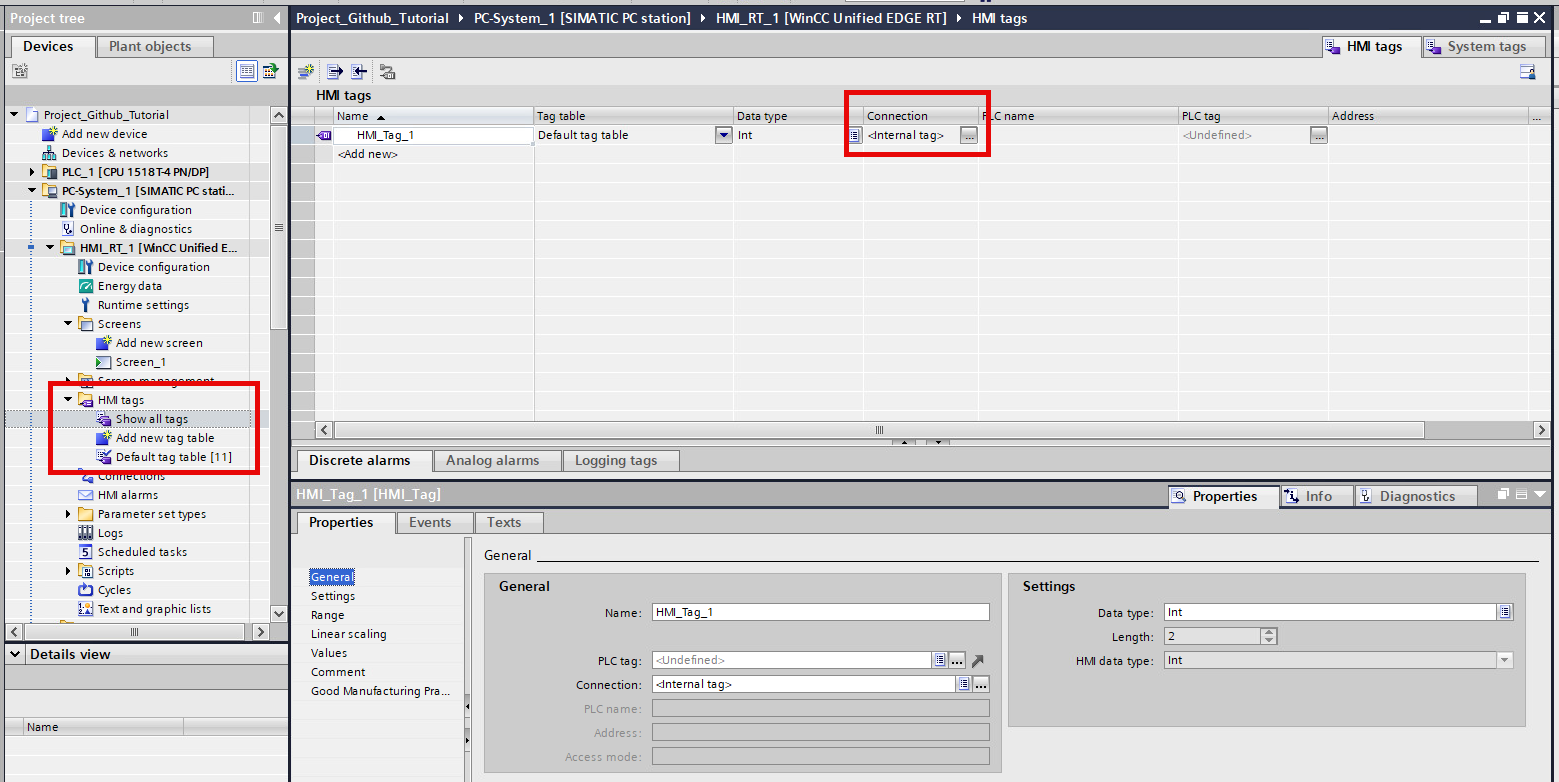 Project tree
Project_Github_Tutorial PC-System_1 [SIMATIC PC station] HMI_RT_1 [WinCC Unified EDGE RT] HMI tags
Devices
Plant objects
HMI tags
System tags
Project_Github_Tutorial
Add new device
Devices & networks
PLC_1 [CPU 1518T-4 PN/DP]
PC-System_1 [SIMATIC PC stati...
Device configuration
Online & diagnostics
HMI_RT_1 [WinCC Unified E...
Device configuration
Energy data
Runtime settings
Screens
Add new screen
Screen_1
Screen management
HMI tags
Show all tags
Add new tag table
Default tag table [11]
Connections
HMI alarms
Parameter set types
Logs
Scheduled tasks
Scripts
Cycles
Text and graphic lists
Details view
Name
HMI tags
Name Tag table Data type Connection PLC name PLC tag Address ...
HMI_Tag_1 Default tag table Int <Internal tag> ... <Undefined> ...
<Add new>
Discrete alarms
Analog alarms
Logging tags
HMI_Tag_1 [HMI_Tag]
Properties
Info
Diagnostics
Properties
Events
Texts
General
Settings
Range
Linear scaling
Values
Comment
Good Manufacturing Pra...
General
General
Name: HMI_Tag_1
PLC tag: <Undefined> ...
Connection: <Internal tag> ...
PLC name:
Address:
Access mode:
Settings
Data type: Int
Length: 2
HMI data type: Int